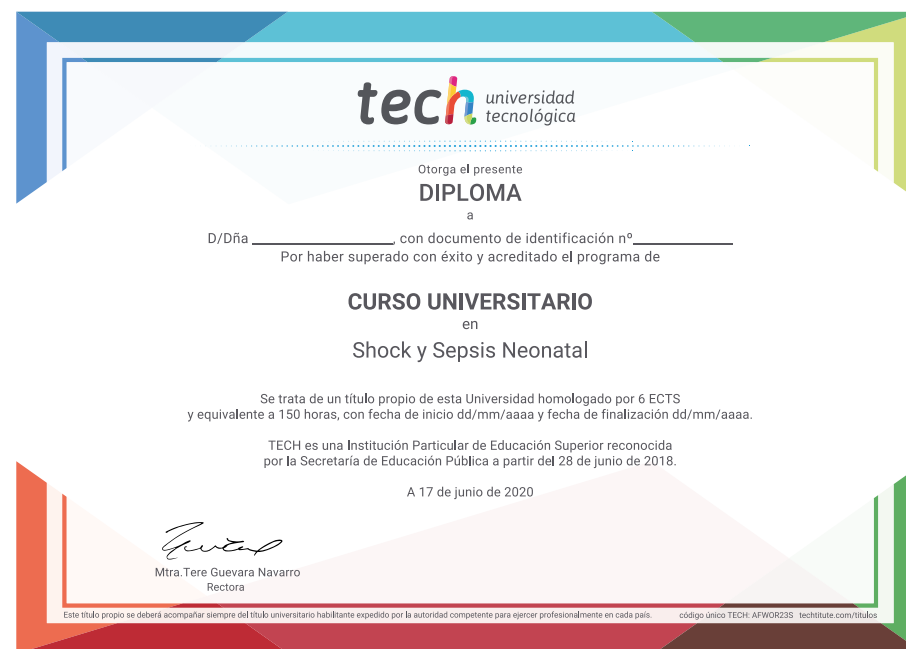 tech universidad
tecnológica
Otorga el presente
DIPLOMA
a
D/Dña ____________________, con documento de identificación nº______________
Por haber superado con éxito y acreditado el programa de
CURSO UNIVERSITARIO
en
Shock y Sepsis Neonatal
Se trata de un título propio de esta Universidad homologado por 6 ECTS
y equivalente a 150 horas, con fecha de inicio dd/mm/aaaa y fecha de finalización dd/mm/aaaa.
TECH es una Institución Particular de Educación Superior reconocida
por la Secretaría de Educación Pública a partir del 28 de junio de 2018.
A 17 de junio de 2020
Mtra.Tere Guevara Navarro
Rectora
Este título propio se deberá acompañar siempre del título universitario habilitante expedido por la autoridad competente para ejercer profesionalmente en cada país. código único TECH: AFWOR23S techtitute.com/titulos